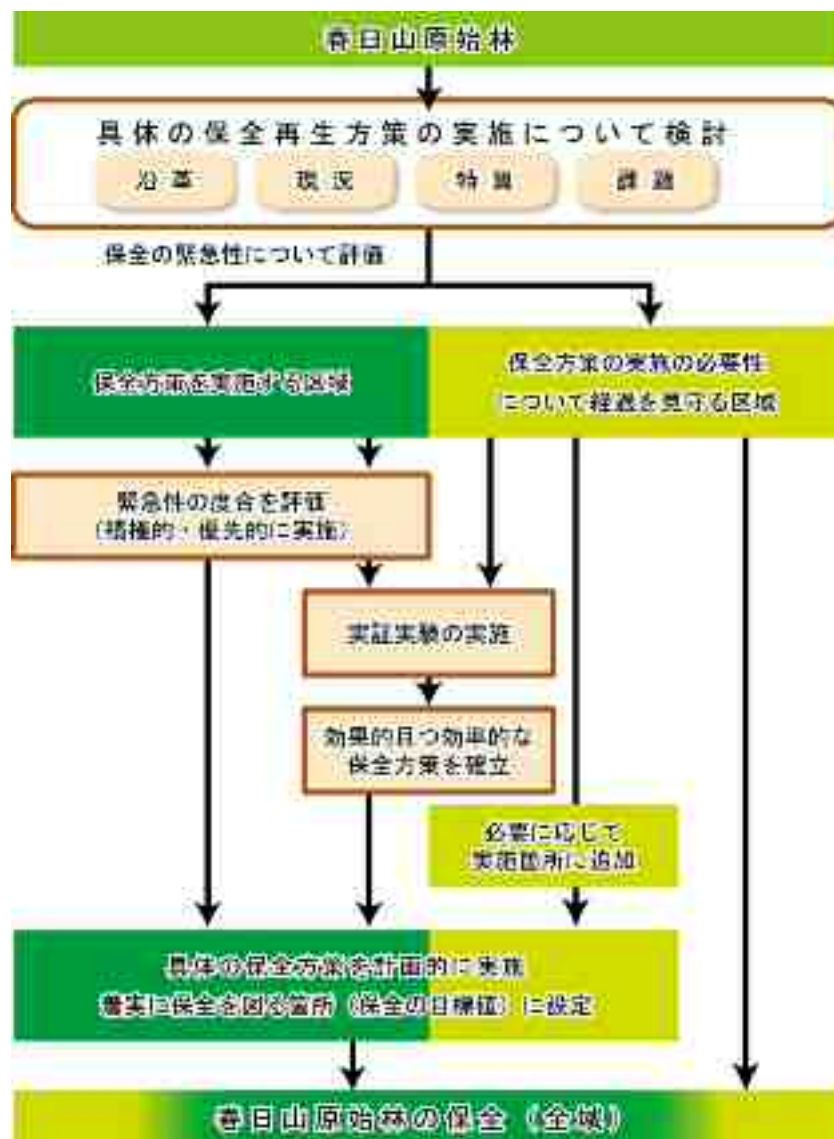 春日山原始林
具体の保全再生方策の実施について検討
沿革
現況
特質
課題
保全の緊急性について評価
保全方策を実施する区域
保全方策の実施の必要性
について経過を見守る区域
緊急性の度合を評価
（積極的・優先的に実施）
実証実験の実施
効果的且つ効率的な
保全方策を確立
必要に応じて
実施箇所に追加
具体の保全方策を計画的に実施
着実に保全を図る箇所（保全の目標値）に設定
春日山原始林の保全（全域）